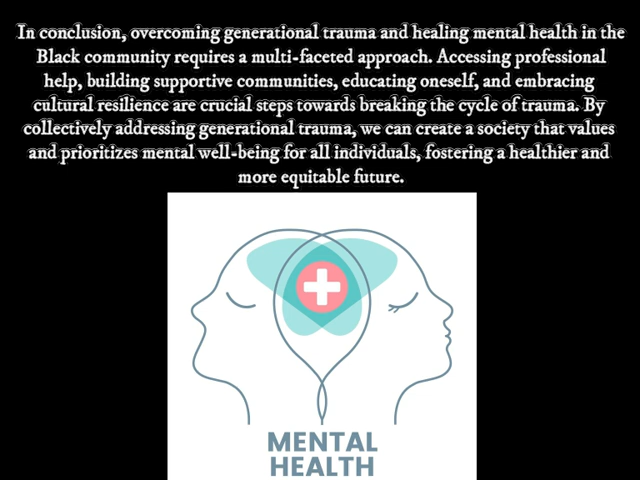 In conclusion, overcoming generational trauma and healing mental health in the
Black community requires a multi-faceted approach. Accessing professional
help, building supportive communities, educating oneself, and embracing
cultural resilience are crucial steps towards breaking the cycle of trauma. By
collectively addressing generational trauma, we can create a society that values
and prioritizes mental well-being for all individuals, fostering a healthier and
more equitable future.
MENTAL
HEALTH